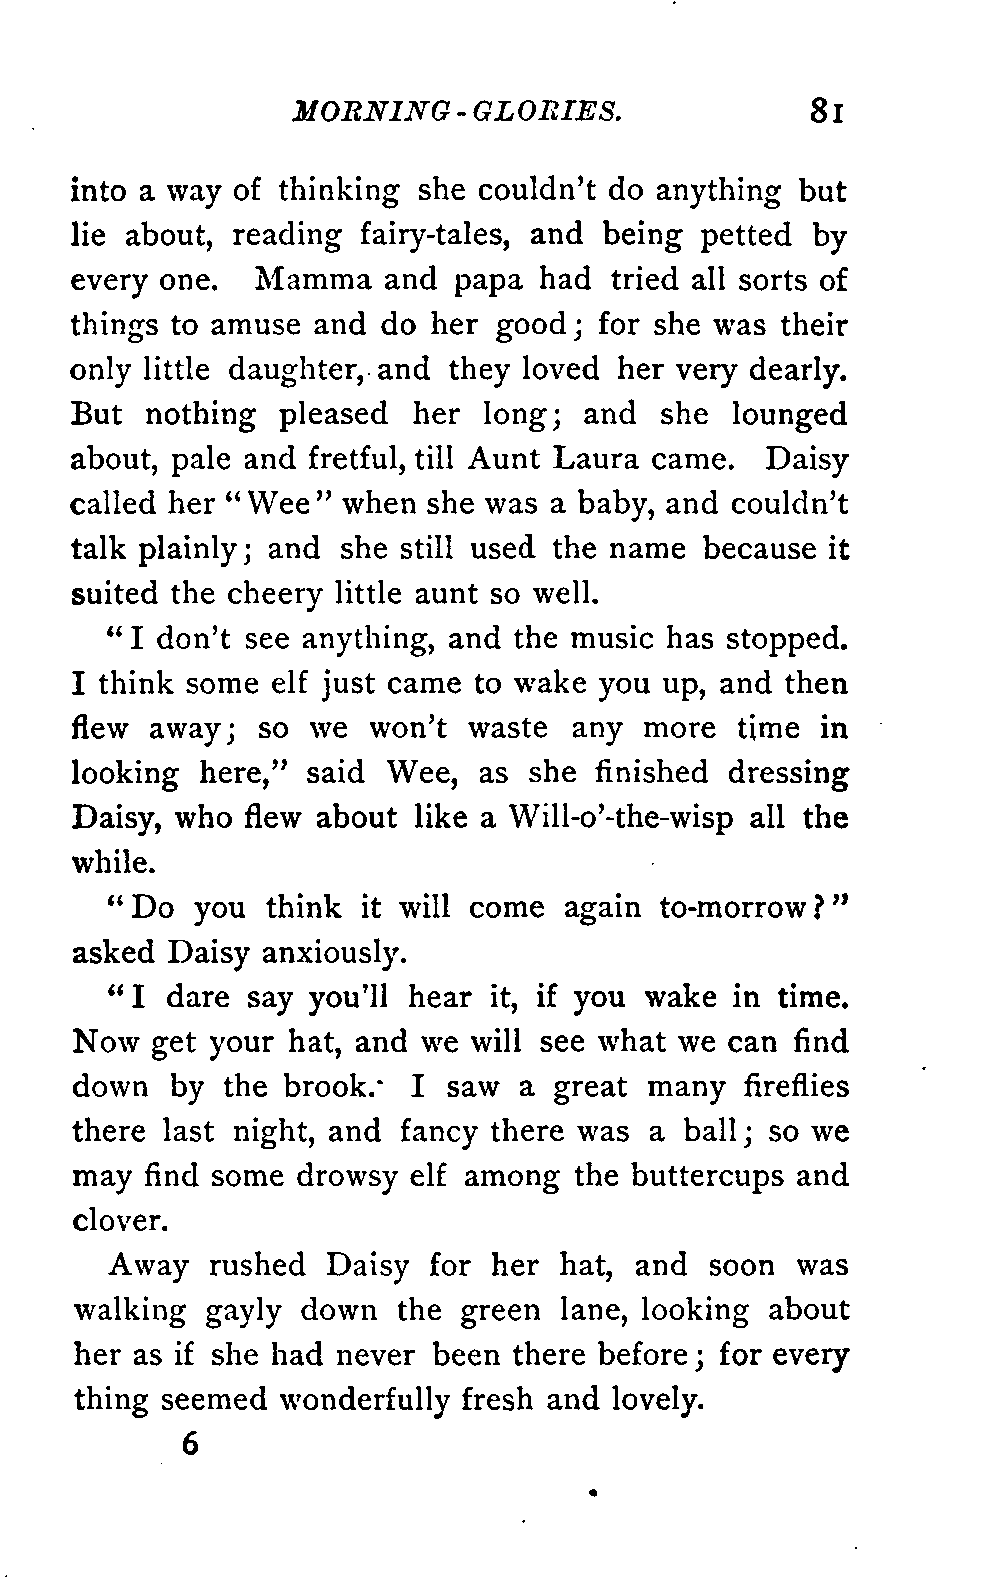 MORNING-GLORIES. 81
into a way of thinking she couldn't do anything but
lie about, reading fairy-tales, and being petted by
every one. Mamma and papa had tried all sorts of
things to amuse and do her good; for she was their
only little daughter, and they loved her very dearly.
But nothing pleased her long; and she lounged
about, pale and fretful, till Aunt Laura came. Daisy
called her "Wee" when she was a baby, and couldn't
talk plainly; and she still used the name because it
suited the cheery little aunt so well.
"I don't see anything, and the music has stopped.
I think some elf just came to wake you up, and then
flew away; so we won't waste any more time in
looking here," said Wee, as she finished dressing
Daisy, who flew about like a Will-o'-the-wisp all the
while.
"Do you think it will come again to-morrow?"
asked Daisy anxiously.
"I dare say you'll hear it, if you wake in time.
Now get your hat, and we will see what we can find
down by the brook. I saw a great many fireflies
there last night, and fancy there was a ball; so we
may find some drowsy elf among the buttercups and
clover.
Away rushed Daisy for her hat, and soon was
walking gayly down the green lane, looking about
her as if she had never been there before; for every
thing seemed wonderfully fresh and lovely.
6